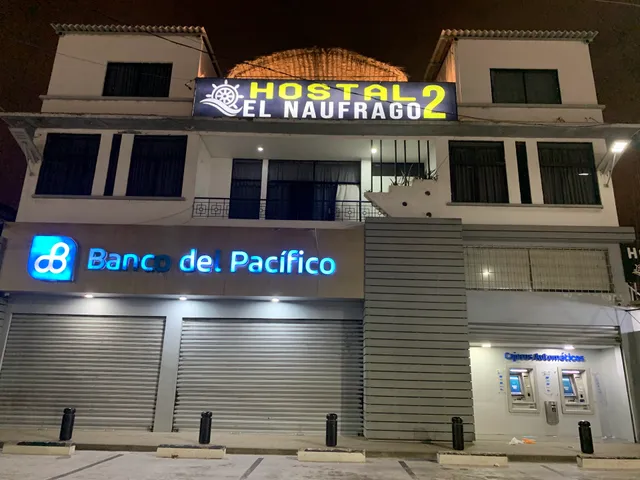 HOSTAL
EL NAUFRAGO 2
Banco del Pacífico
Cajeros Automáticos